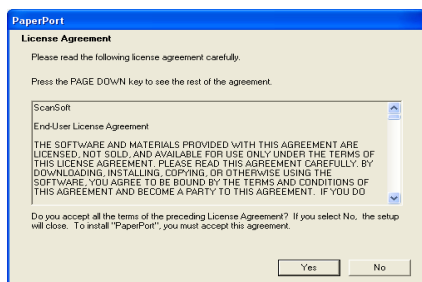 PaperPort
License Agreement
Please read the following license agreement carefully.
Press the PAGE DOWN key to see the rest of the agreement.
ScanSoft
End-User License Agreement
THE SOFTWARE AND MATERIALS PROVIDED WITH THIS AGREEMENT ARE
LICENSED, NOT SOLD, AND AVAILABLE FOR USE ONLY UNDER THE TERMS OF
THIS LICENSE AGREEMENT. PLEASE READ THIS AGREEMENT CAREFULLY. BY
DOWNLOADING, INSTALLING, COPYING, OR OTHERWISE USING THE
SOFTWARE, YOU AGREE TO BE BOUND BY THE TERMS AND CONDITIONS OF
THIS AGREEMENT AND BECOME A PARTY TO THIS AGREEMENT. IF YOU DO
Do you accept all the terms of the preceding License Agreement? If you select No, the setup
will close. To install "PaperPort", you must accept this agreement.
Yes No